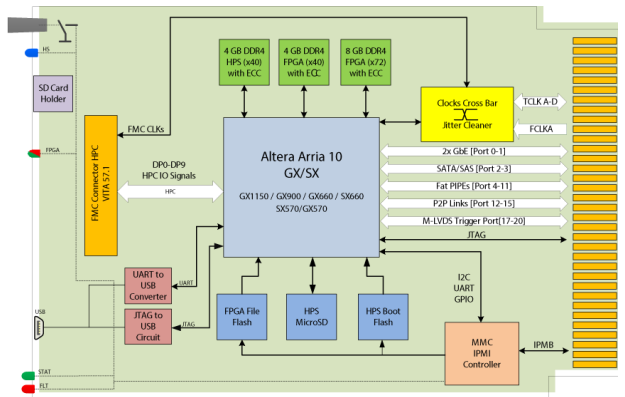 4 GB DDR4
HPS (x40)
with ECC
4 GB DDR4
FPGA (x40)
with ECC
8 GB DDR4
FPGA (x72)
with ECC
HS
SD Card
Holder
FPGA
FMC Connector HPC
VITA 57.1
FMC CLKs
DP0-DP9
HPC IO Signals
HPC
Altera Arria 10
GX/SX
GX1150 / GX900 / GX660 / SX660
SX570/GX570
Clocks Cross Bar
Jitter Cleaner
TCLK A-D
FCLKA
2x GbE [Port 0-1]
SATA/SAS [Port 2-3]
Fat PIPEs [Port 4-11]
P2P Links [Port 12-15]
M-LVDS Trigger Port[17-20]
JTAG
UART to
USB
Converter
UART
JTAG to
USB
Circuit
JTAG
USB
FPGA File
Flash
HPS
MicroSD
HPS Boot
Flash
I2C
UART
GPIO
MMC
IPMI
Controller
IPMB
STAT
FLT